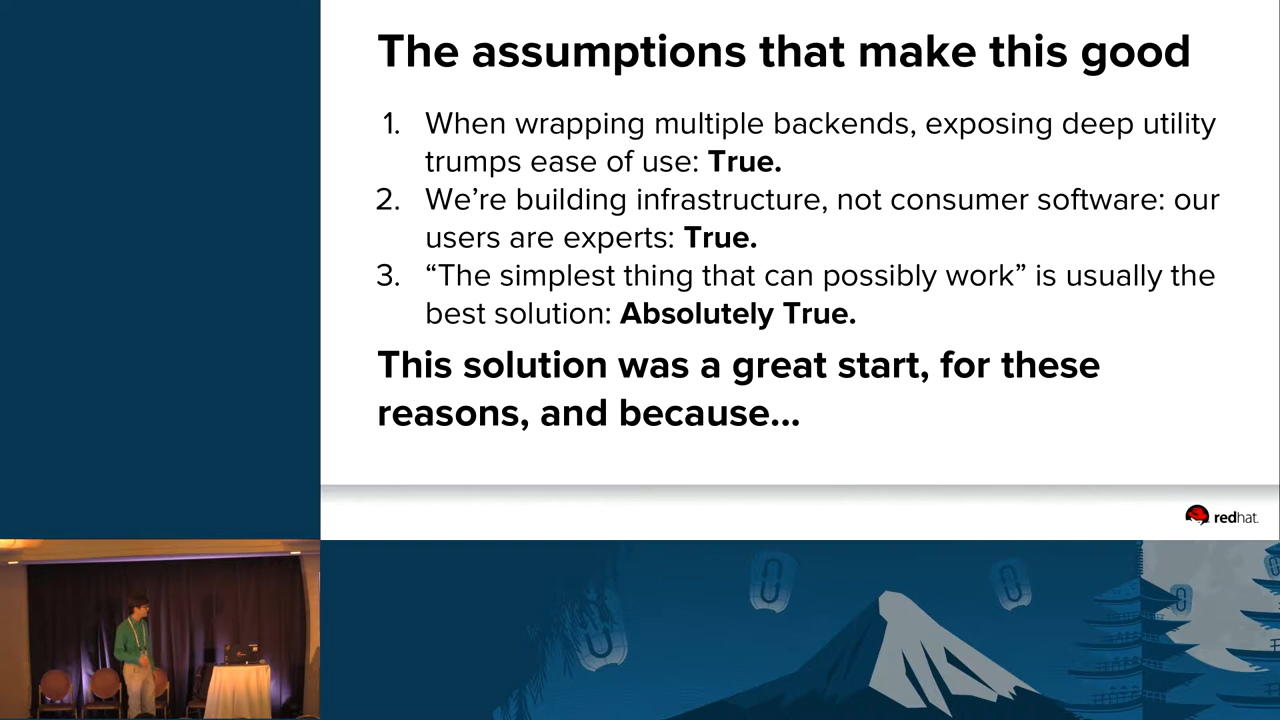 The assumptions that make this good
1. When wrapping multiple backends, exposing deep utility
trumps ease of use: True.
2. We’re building infrastructure, not consumer software: our
users are experts: True.
3. “The simplest thing that can possibly work” is usually the
best solution: Absolutely True.
This solution was a great start, for these
reasons, and because...
redhat.